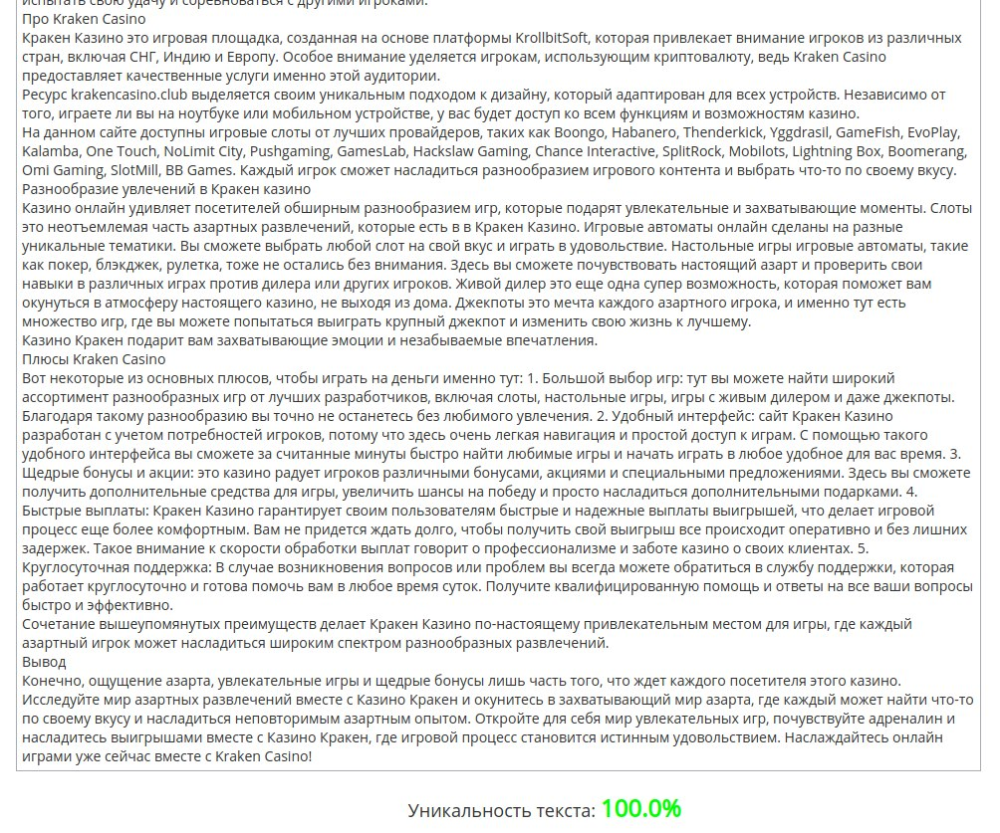 испытать свою удачу и соревноваться с другими игроками.
Про Kraken Casino
Кракен Казино это игровая площадка, созданная на основе платформы KrollbitSoft, которая привлекает внимание игроков из различных
стран, включая СНГ, Индию и Европу. Особое внимание уделяется игрокам, использующим криптовалюту, ведь Kraken Casino
предоставляет качественные услуги именно этой аудитории.
Ресурс krakencasino.club выделяется своим уникальным подходом к дизайну, который адаптирован для всех устройств. Независимо от
того, играете ли вы на ноутбуке или мобильном устройстве, у вас будет доступ ко всем функциям и возможностям казино.
На данном сайте доступны игровые слоты от лучших провайдеров, таких как Boongo, Habanero, Thenderkick, Yggdrasil, GameFish, EvoPlay,
Kalamba, One Touch, NoLimit City, Pushgaming, GamesLab, Hackslaw Gaming, Chance Interactive, SplitRock, Mobilots, Lightning Box, Boomerang,
Omi Gaming, SlotMill, BB Games. Каждый игрок сможет насладиться разнообразием игрового контента и выбрать что-то по своему вкусу.
Разнообразие увлечений в Кракен казино
Казино онлайн удивляет посетителей обширным разнообразием игр, которые подарят увлекательные и захватывающие моменты. Слоты
это неотъемлемая часть азартных развлечений, которые есть в в Кракен Казино. Игровые автоматы онлайн сделаны на разные
уникальные тематики. Вы сможете выбрать любой слот на свой вкус и играть в удовольствие. Настольные игры игровые автоматы, такие
как покер, блэкджек, рулетка, тоже не остались без внимания. Здесь вы сможете почувствовать настоящий азарт и проверить свои
навыки в различных играх против дилера или других игроков. Живой дилер это еще одна супер возможность, которая поможет вам
окунуться в атмосферу настоящего казино, не выходя из дома. Джекпоты это мечта каждого азартного игрока, и именно тут есть
множество игр, где вы можете попытаться выиграть крупный джекпот и изменить свою жизнь к лучшему.
Казино Кракен подарит вам захватывающие эмоции и незабываемые впечатления.
Плюсы Kraken Casino
Вот некоторые из основных плюсов, чтобы играть на деньги именно тут: 1. Большой выбор игр: тут вы можете найти широкий
ассортимент разнообразных игр от лучших разработчиков, включая слоты, настольные игры, игры с живым дилером и даже джекпоты.
Благодаря такому разнообразию вы точно не останетесь без любимого увлечения. 2. Удобный интерфейс: сайт Кракен Казино
разработан с учетом потребностей игроков, потому что здесь очень легкая навигация и простой доступ к играм. С помощью такого
удобного интерфейса вы сможете за считанные минуты быстро найти любимые игры и начать играть в любое удобное для вас время. 3.
Щедрые бонусы и акции: это казино радует игроков различными бонусами, акциями и специальными предложениями. Здесь вы сможете
получить дополнительные средства для игры, увеличить шансы на победу и просто насладиться дополнительными подарками. 4.
Быстрые выплаты: Кракен Казино гарантирует своим пользователям быстрые и надежные выплаты выигрышей, что делает игровой
процесс еще более комфортным. Вам не придется ждать долго, чтобы получить свой выигрыш все происходит оперативно и без лишних
задержек. Такое внимание к скорости обработки выплат говорит о профессионализме и заботе казино о своих клиентах. 5.
Круглосуточная поддержка: В случае возникновения вопросов или проблем вы всегда можете обратиться в службу поддержки, которая
работает круглосуточно и готова помочь вам в любое время суток. Получите квалифицированную помощь и ответы на все ваши вопросы
быстро и эффективно.
Сочетание вышеупомянутых преимуществ делает Кракен Казино по-настоящему привлекательным местом для игры, где каждый
азартный игрок может насладиться широким спектром разнообразных развлечений.
Вывод
Конечно, ощущение азарта, увлекательные игры и щедрые бонусы лишь часть того, что ждет каждого посетителя этого казино.
Исследуйте мир азартных развлечений вместе с Казино Кракен и окунитесь в захватывающий мир азарта, где каждый может найти что-то
по своему вкусу и насладиться неповторимым азартным опытом. Откройте для себя мир увлекательных игр, почувствуйте адреналин и
насладитесь выигрышами вместе с Казино Кракен, где игровой процесс становится истинным удовольствием. Наслаждайтесь онлайн
играми уже сейчас вместе с Kraken Casino!
Уникальность текста: 100.0%